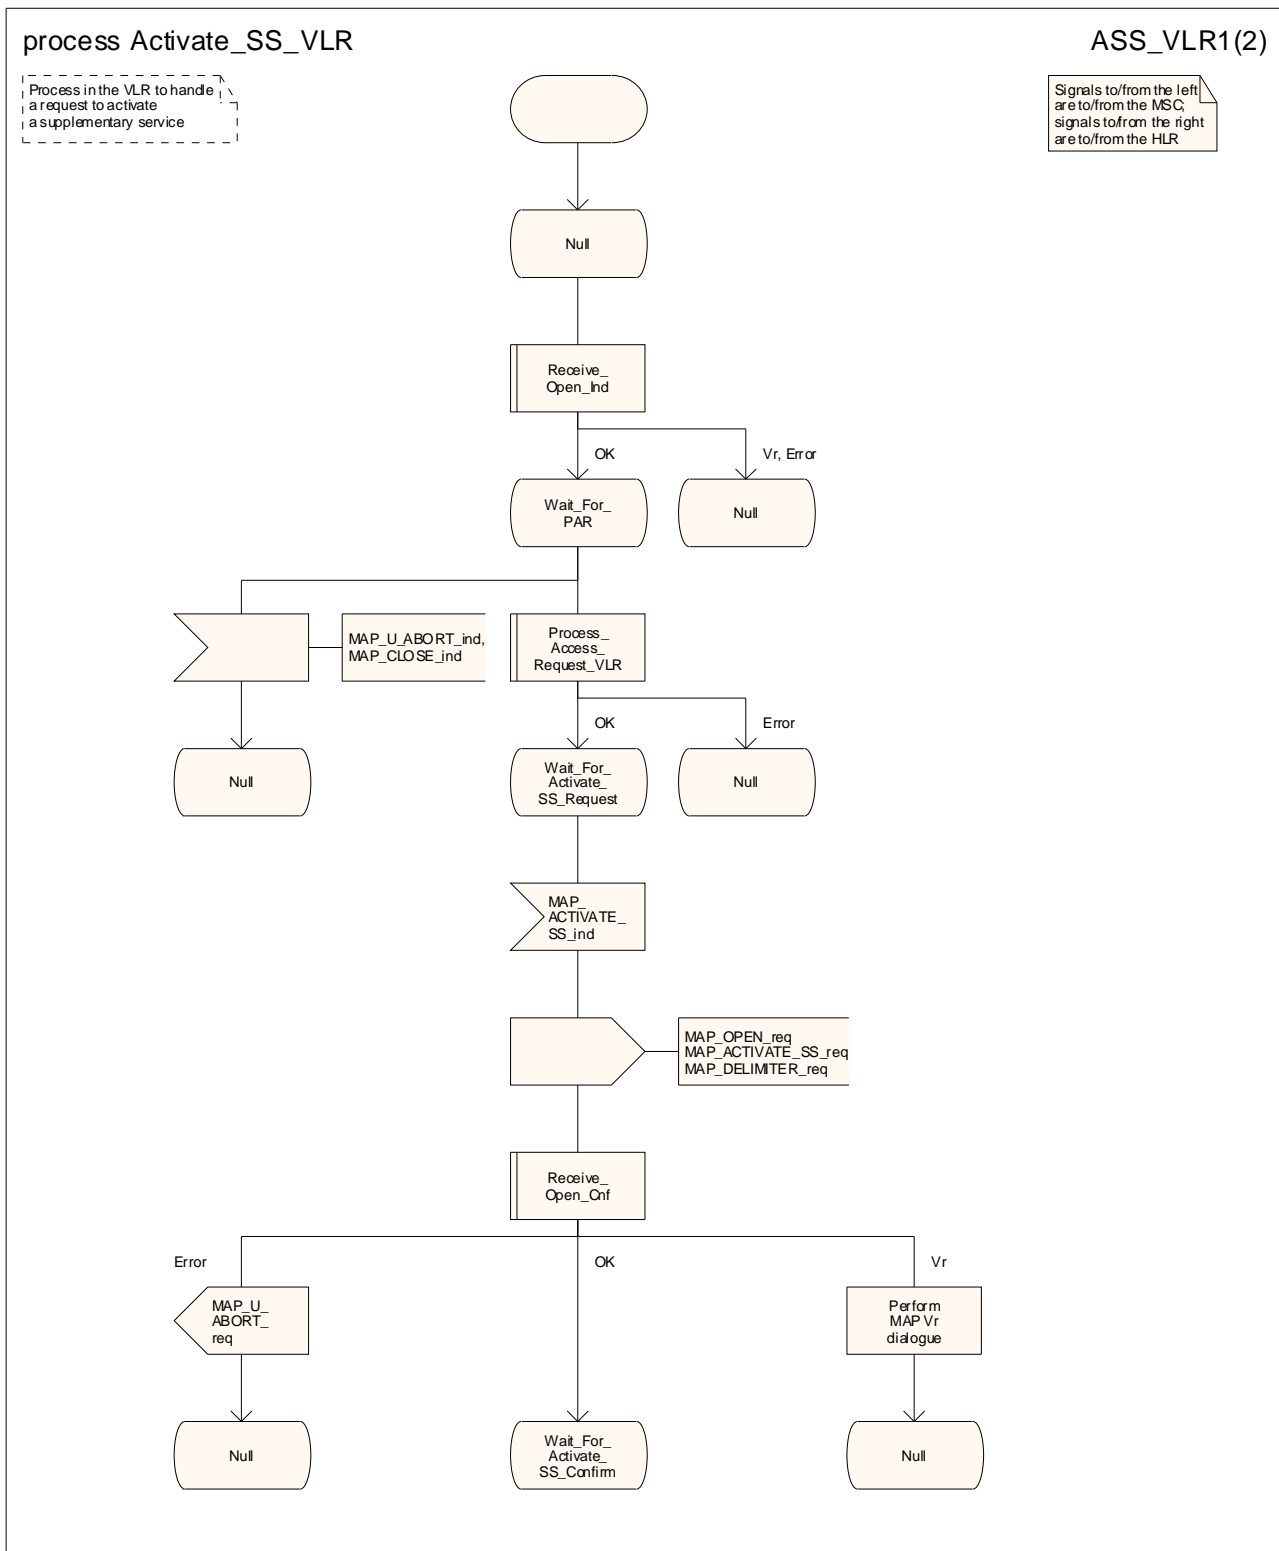 process Activate_SS_VLR
ASS_VLR1(2)
Process in the VLR to handle
a request to activate
a supplementary service
Signals to/from the left
are to/from the MSC;
signals to/from the right
are to/from the HLR
Null
Receive_
Open_Ind
OK
Vr, Error
Wait_For_
PAR
Null
MAP_U_ABORT_ind,
MAP_CLOSE_ind
Process_
Access_
Request_VLR
OK
Error
Null
Wait_For_
Activate_
SS_Request
Null
MAP_
ACTIVATE_
SS_ind
MAP_OPEN_req
MAP_ACTIVATE_SS_req
MAP_DELIMITER_req
Receive_
Open_Cnf
Error
OK
Vr
MAP_U_
ABORT_
req
Perform
MAP Vr
dialogue
Null
Wait_For_
Activate_
SS_Confirm
Null